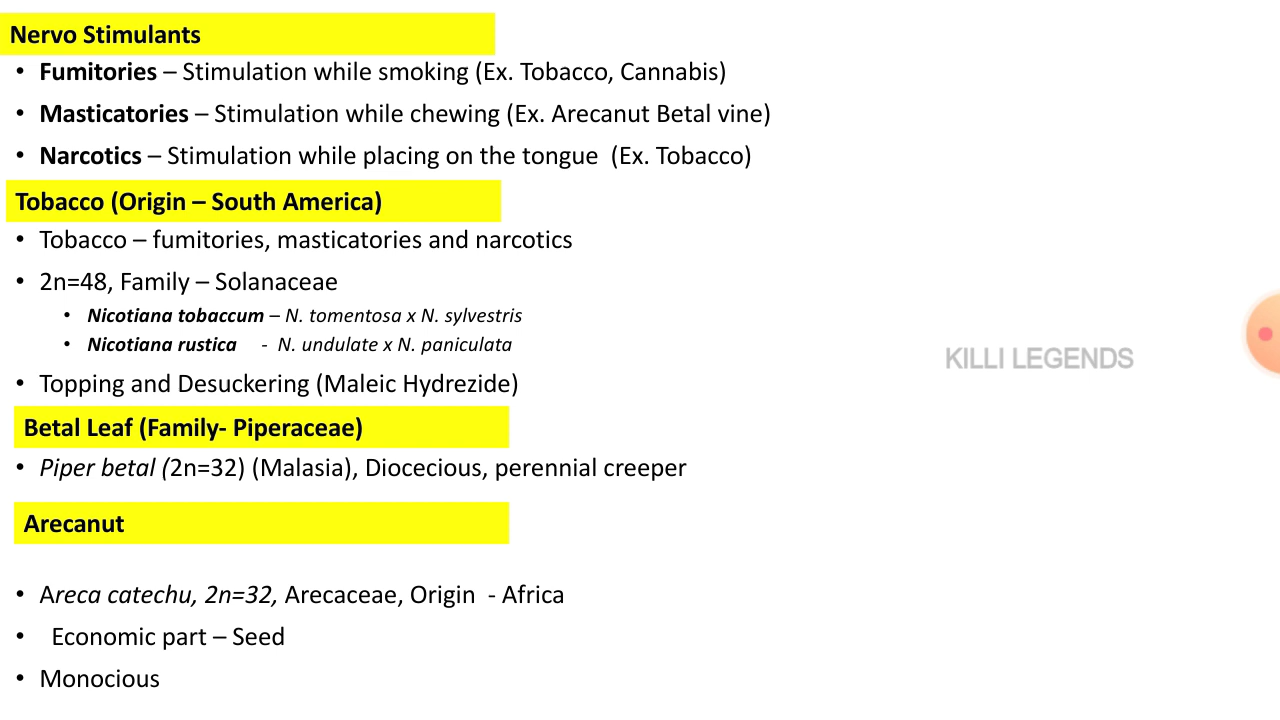 Nervo Stimulants
• Fumitories – Stimulation while smoking (Ex. Tobacco, Cannabis)
• Masticatories – Stimulation while chewing (Ex. Arecanut Betal vine)
• Narcotics – Stimulation while placing on the tongue (Ex. Tobacco)
Tobacco (Origin – South America)
• Tobacco – fumitories, masticatories and narcotics
• 2n=48, Family – Solanaceae
• Nicotiana tobaccum – N. tomentosa x N. sylvestris
• Nicotiana rustica - N. undulate x N. paniculata
KILLI LEGENDS
• Topping and Desuckering (Maleic Hydrezide)
Betal Leaf (Family- Piperaceae)
• Piper betal (2n=32) (Malasia), Diocecious, perennial creeper
Arecanut
• Areca catechu, 2n=32, Arecaceae, Origin - Africa
• Economic part – Seed
• Monocious